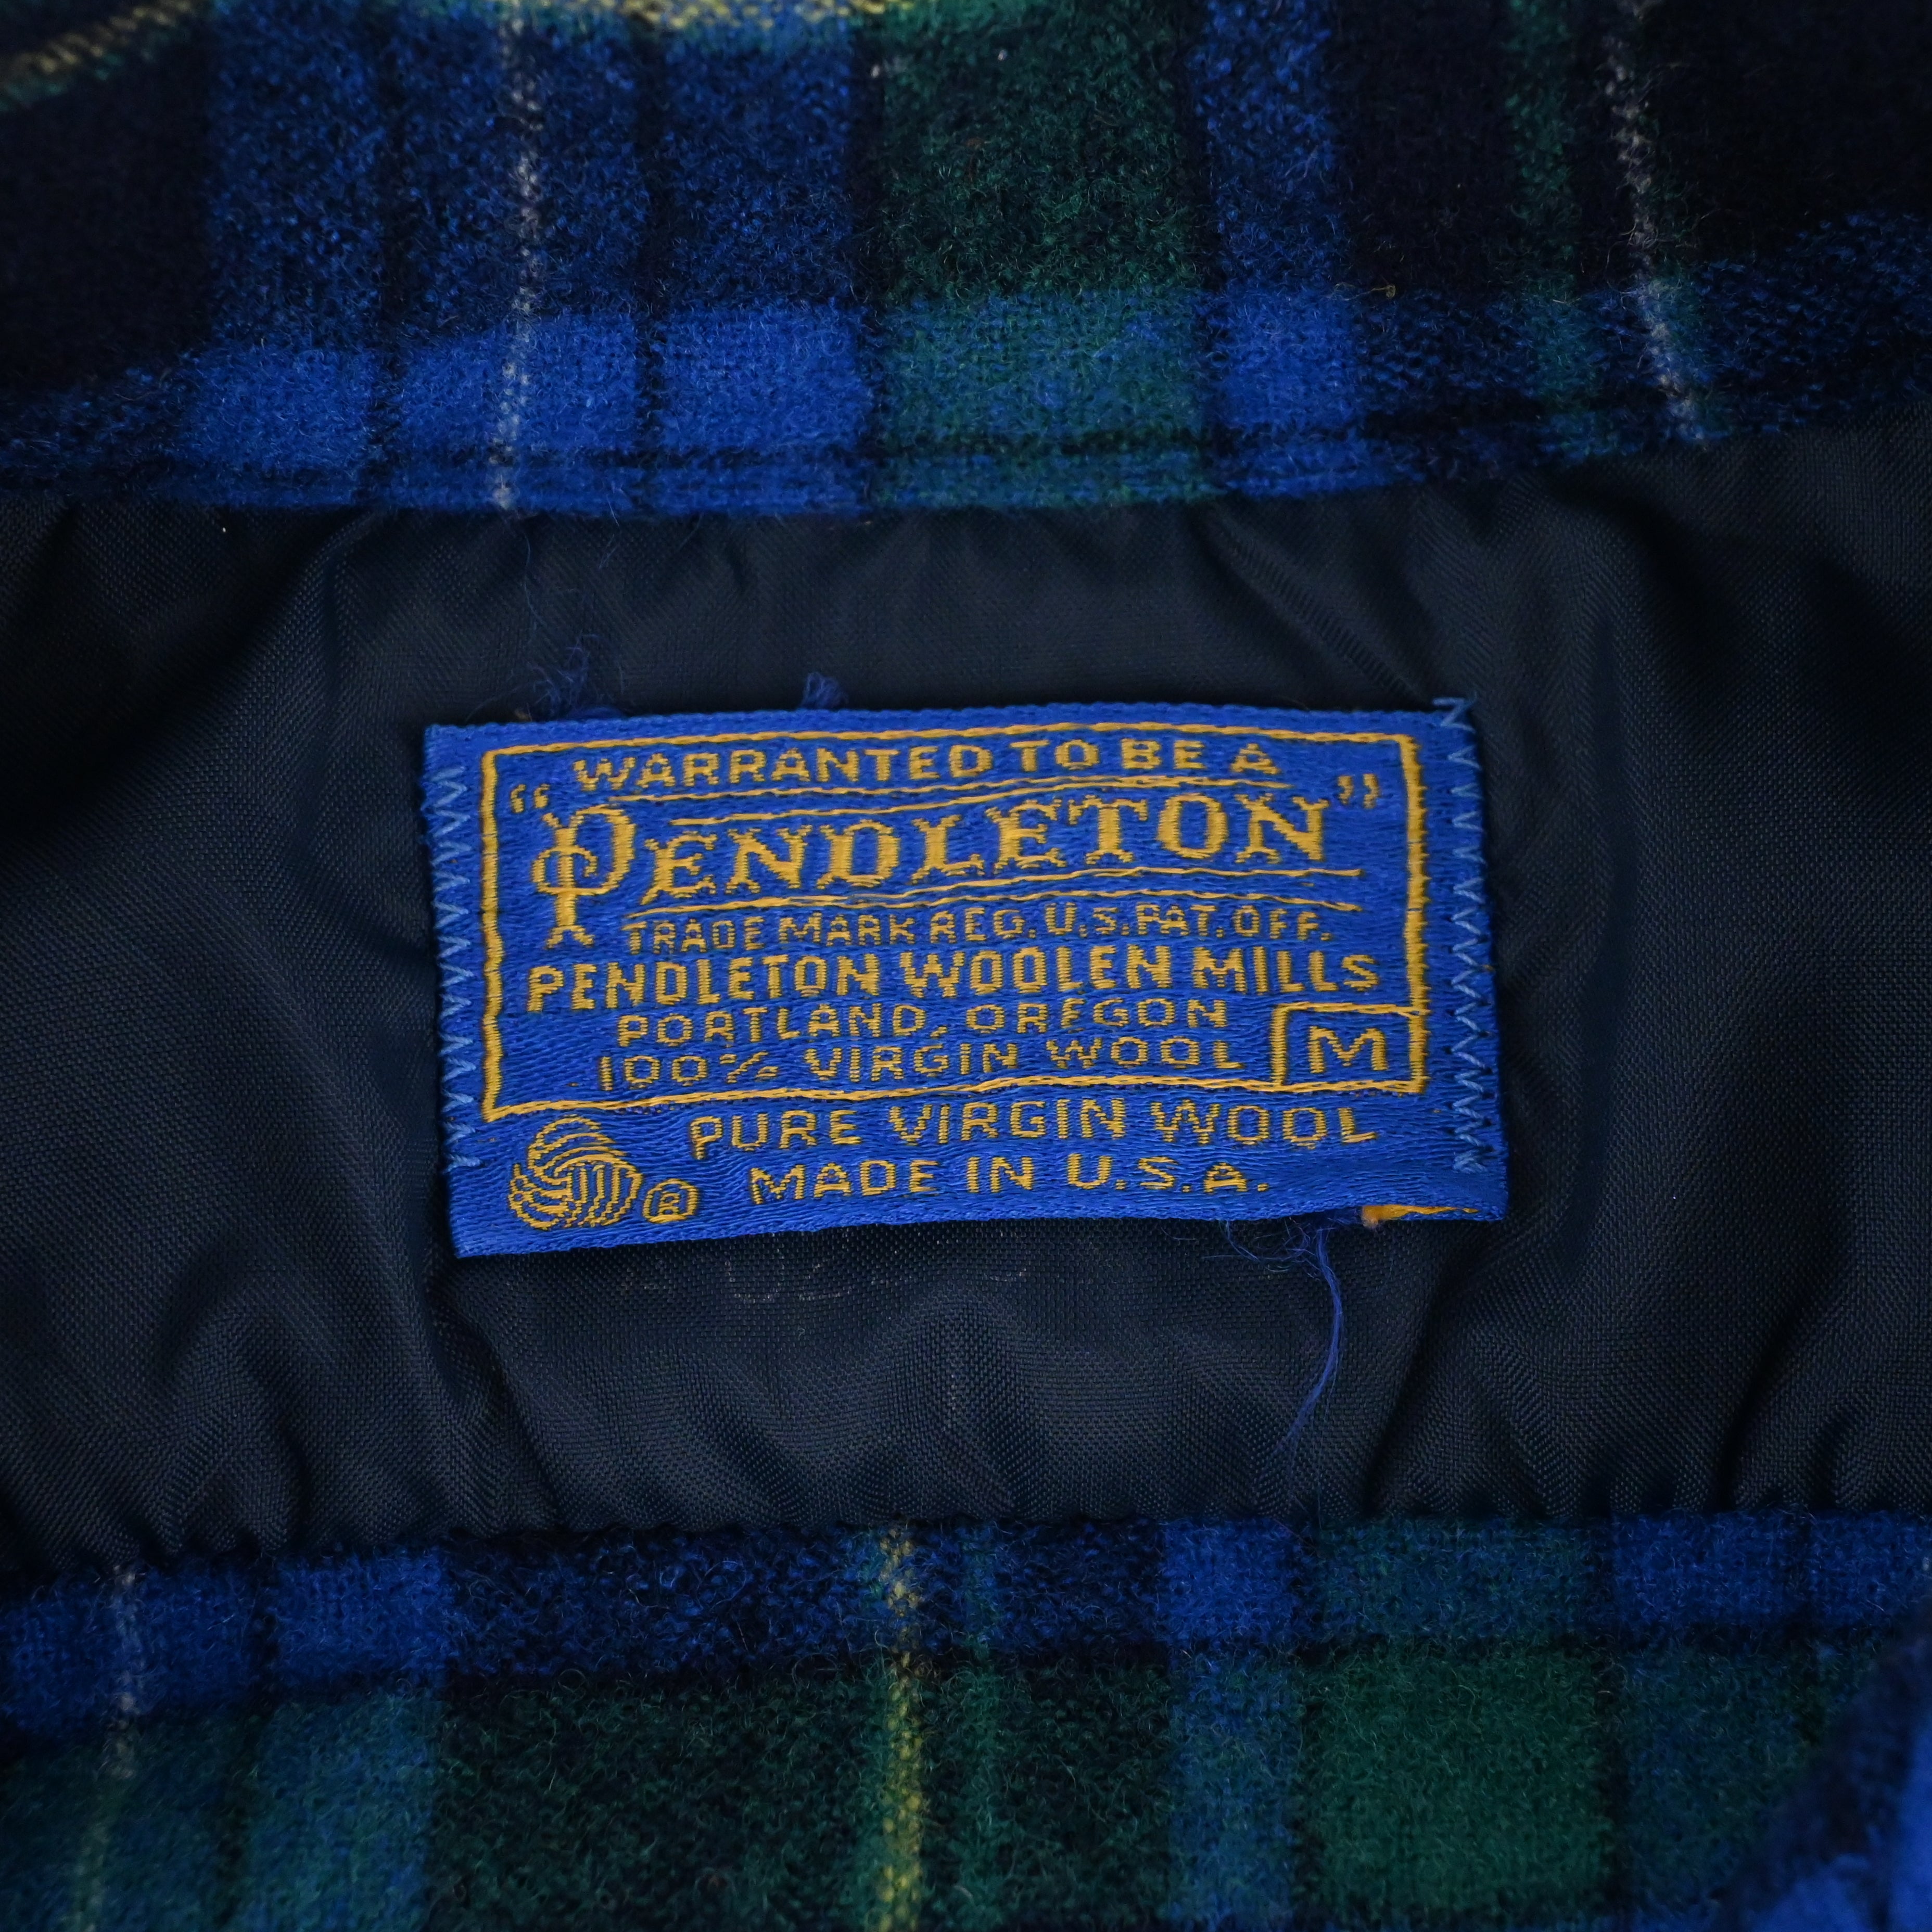 WARRANTED TO BE A
"PENDLETON"
TRADE MARK REG. U.S. PAT. OFF.
PENDLETON WOOLEN MILLS
PORTLAND, OREGON
100% VIRGIN WOOL M
PURE VIRGIN WOOL
® MADE IN U.S.A.